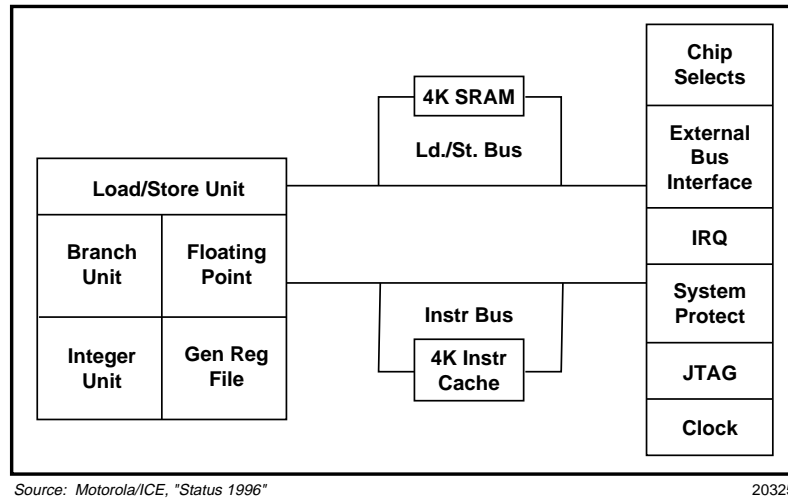 4K SRAM
Ld./St. Bus
Load/Store Unit
Branch
Unit
Floating
Point
Integer
Unit
Gen Reg
File
Instr Bus
4K Instr
Cache
Chip
Selects
External
Bus
Interface
IRQ
System
Protect
JTAG
Clock
Source: Motorola/ICE, "Status 1996"
20325